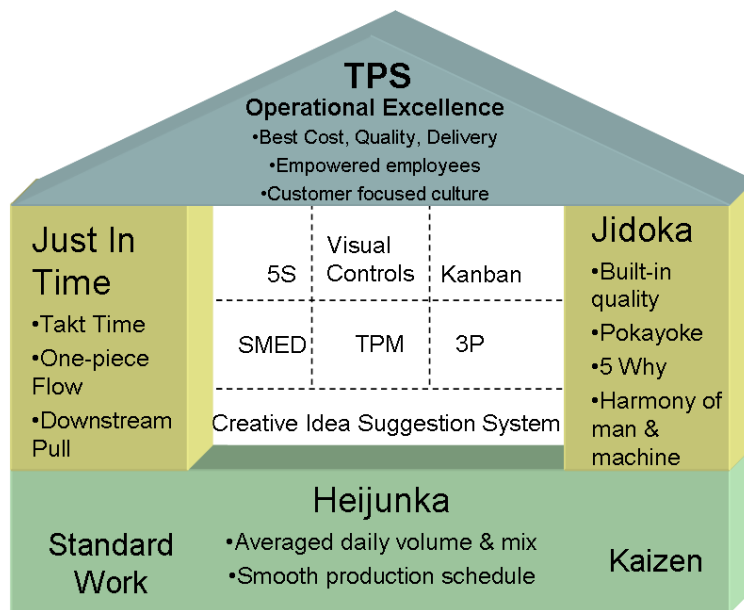 TPS
Operational Excellence
•Best Cost, Quality, Delivery
•Empowered employees
•Customer focused culture
Just In
Time
•Takt Time
•One-piece
Flow
•Downstream
Pull
5S
Visual
Controls
Kanban
SMED
TPM
3P
Creative Idea Suggestion System
Jidoka
•Built-in
quality
•Pokayoke
•5 Why
•Harmony of
man &
machine
Standard
Work
Heijunka
•Averaged daily volume & mix
•Smooth production schedule
Kaizen